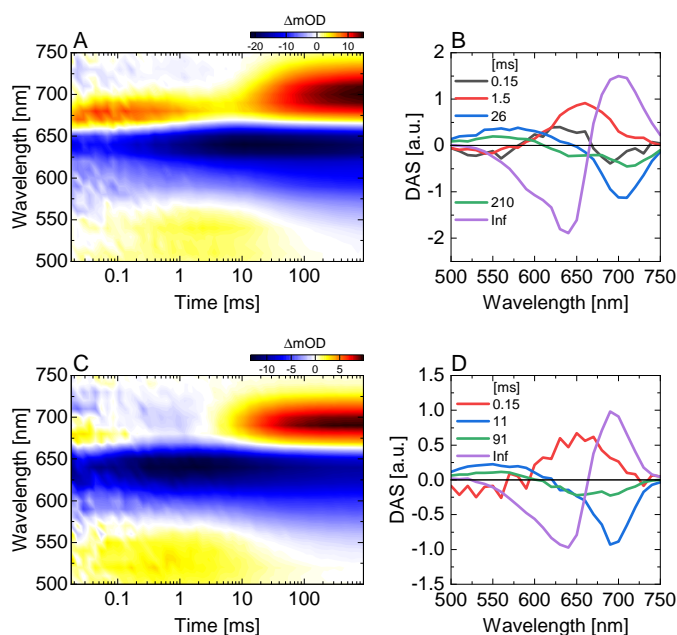 A
ΔmOD
-20 -10 0 10
750
700
650
600
550
500
Wavelength [nm]
0.1 1 10 100
Time [ms]
B
[ms]
0.15
1.5
26
210
Inf
2
1
0
-1
-2
DAS [a.u.]
500 550 600 650 700 750
Wavelength [nm]
C
ΔmOD
-10 -5 0 5
750
700
650
600
550
500
Wavelength [nm]
0.1 1 10 100
Time [ms]
D
[ms]
0.15
11
91
Inf
1.5
1.0
0.5
0.0
-0.5
-1.0
-1.5
DAS [a.u.]
500 550 600 650 700 750
Wavelength [nm]